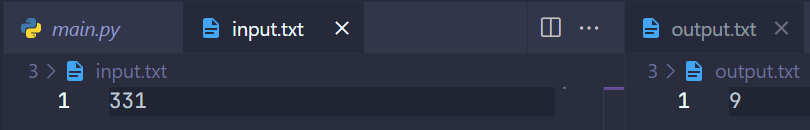 main.py input.txt output.txt
3 > input.txt 3 > output.txt
1 331 1 9